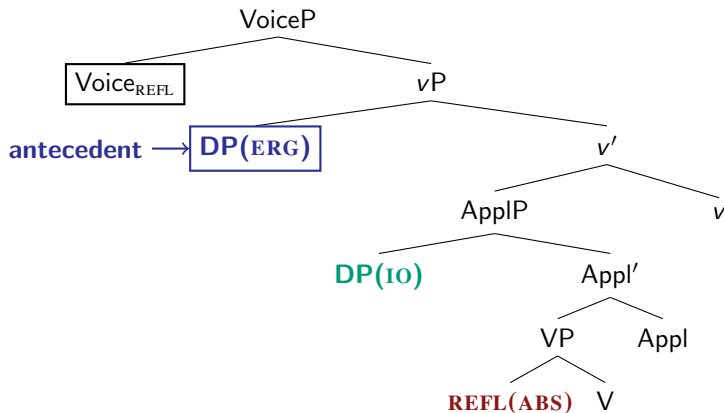 VoiceP
Voice_REFL vP
antecedent → DP(ERG) v′
ApplP v
DP(IO) Appl′
VP Appl
REFL(ABS) V